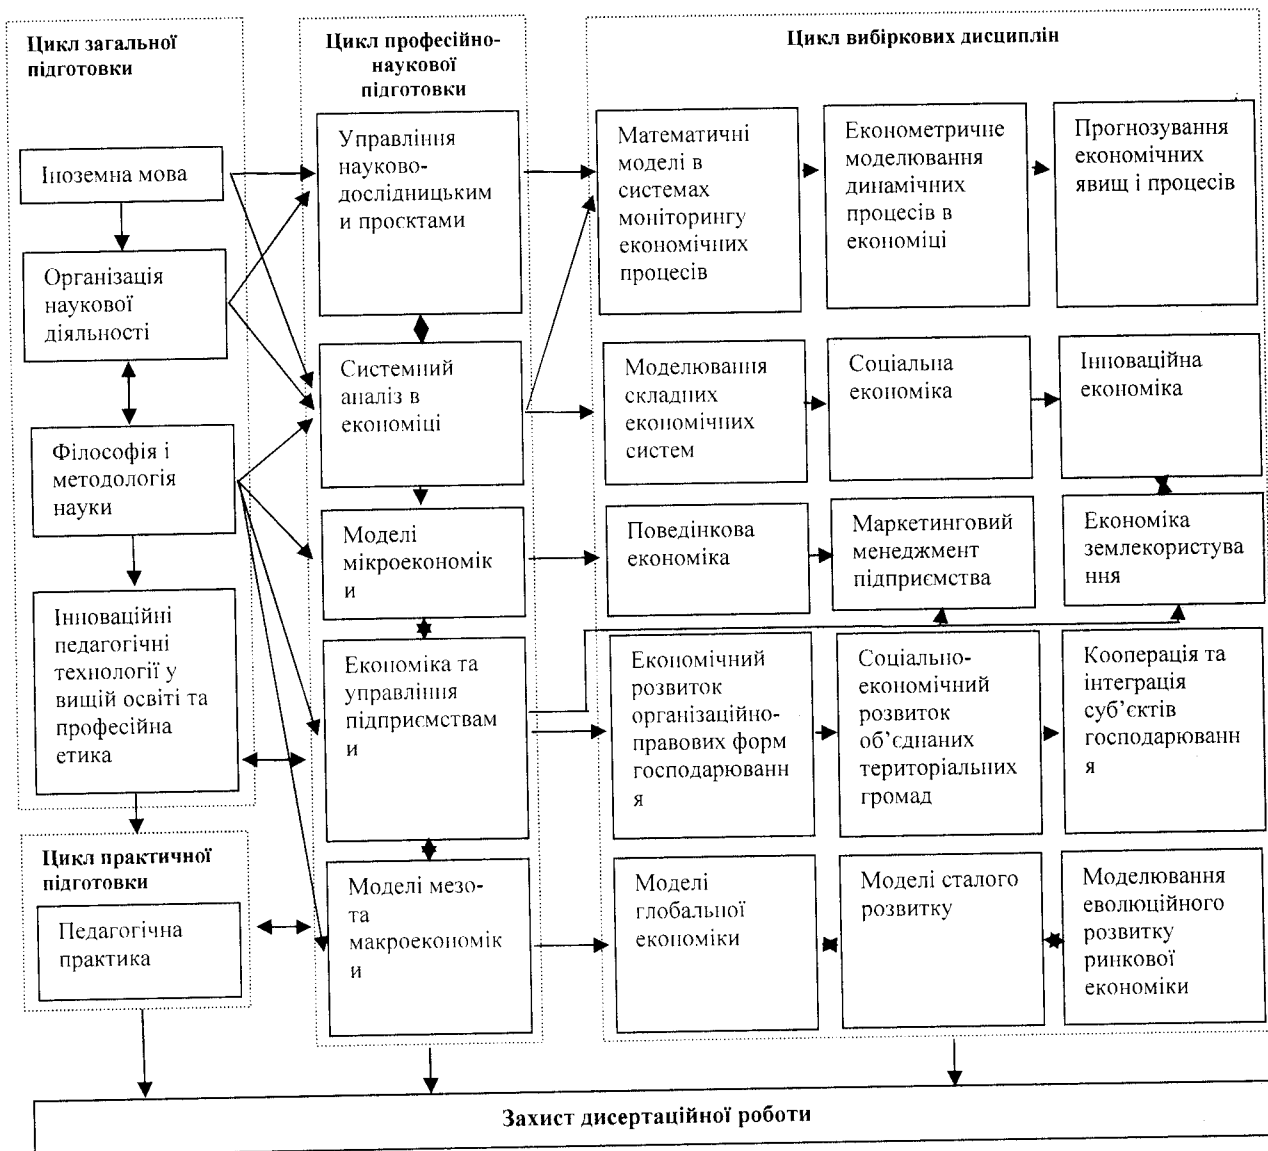 Цикл загальної
підготовки
Іноземна мова
Організація
наукової
діяльності
Філософія і
методологія
науки
Інноваційні
педагогічні
технології у
вищій освіті та
професійна
етика
Цикл практичної
підготовки
Педагогічна
практика
Цикл професійно-
наукової
підготовки
Управління
науково-
дослідницьким
и проєктами
Системний
аналіз в
економіці
Моделі
мікроекономік
и
Економіка та
управління
підприємствам
и
Моделі мезо-
та
макроекономік
и
Цикл вибіркових дисциплін
Математичні
моделі в
системах
моніторингу
економічних
процесів
Економетричне
моделювання
динамічних
процесів в
економіці
Прогнозування
економічних
явищ і процесів
Моделювання
складних
економічних
систем
Соціальна
економіка
Інноваційна
економіка
Поведінкова
економіка
Маркетинговий
менеджмент
підприємства
Економіка
землекористува
ння
Економічний
розвиток
організаційно-
правових форм
господарюванн
я
Соціально-
економічний
розвиток
об’єднаних
територіальних
громад
Кооперація та
інтеграція
суб’єктів
господарюванн
я
Моделі
глобальної
економіки
Моделі сталого
розвитку
Моделювання
еволюційного
розвитку
ринкової
економіки
Захист дисертаційної роботи